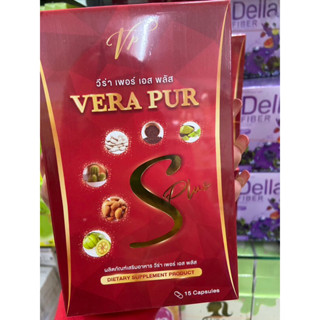 VP
วีร่า เพอร์ เอส พลัส
VERA PUR
S Plus
ผลิตภัณฑ์เสริมอาหาร วีร่า เพอร์ เอส พลัส
DIETARY SUPPLEMENT PRODUCT
15 Capsules
Della
FIBER
Della
FIBER